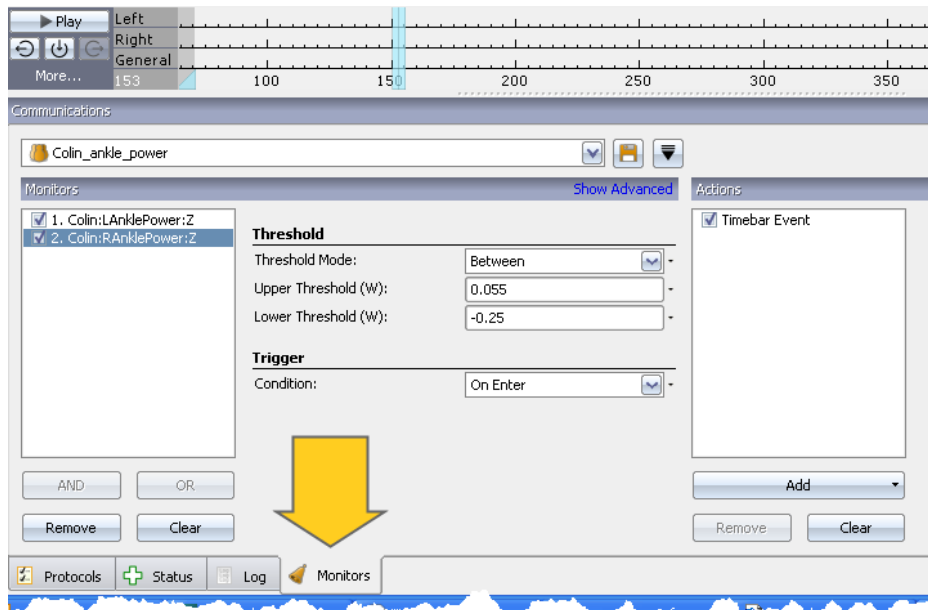 Play
Left
Right
General
More...
153
100 150 200 250 300 350
Communications
Colin_ankle_power
Monitors
Show Advanced
Actions
1. Colin:LAnklePower:Z
2. Colin:RAnklePower:Z
Threshold
Threshold Mode: Between
Upper Threshold (W): 0.055
Lower Threshold (W): -0.25
Trigger
Condition: On Enter
Timebar Event
AND OR
Remove Clear
Add
Remove Clear
Protocols Status Log Monitors